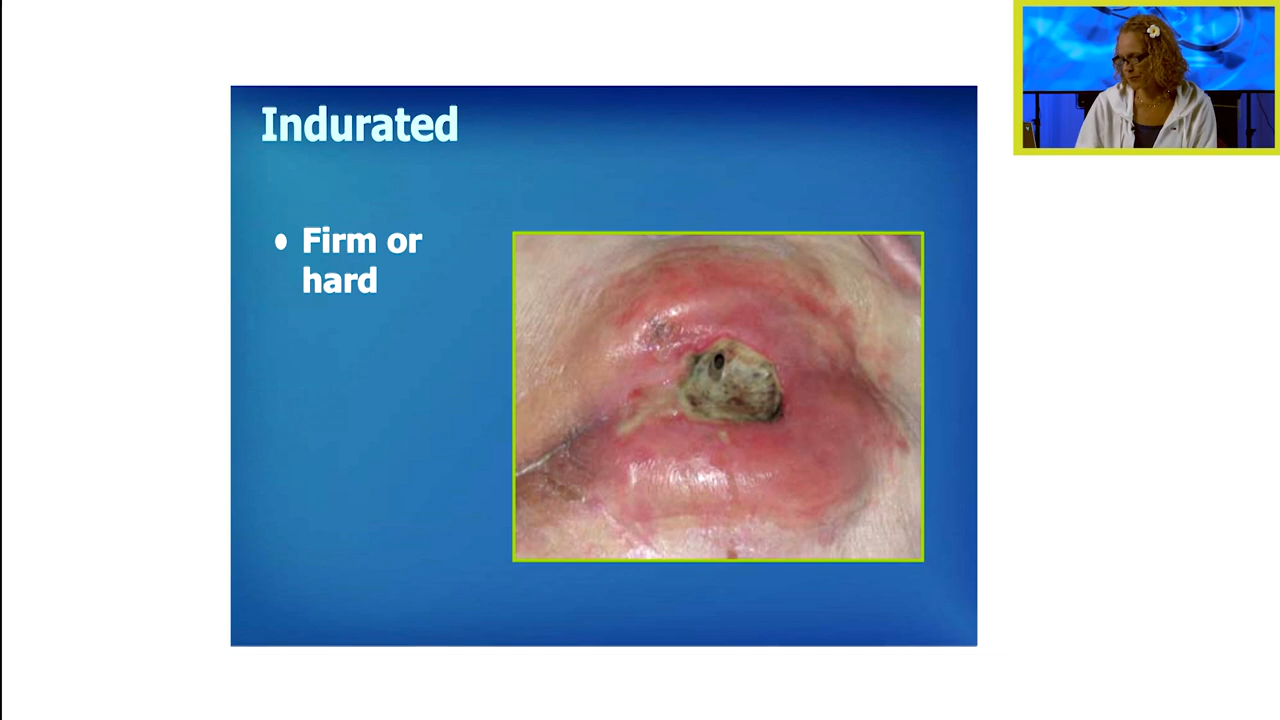 Indurated
• Firm or
hard